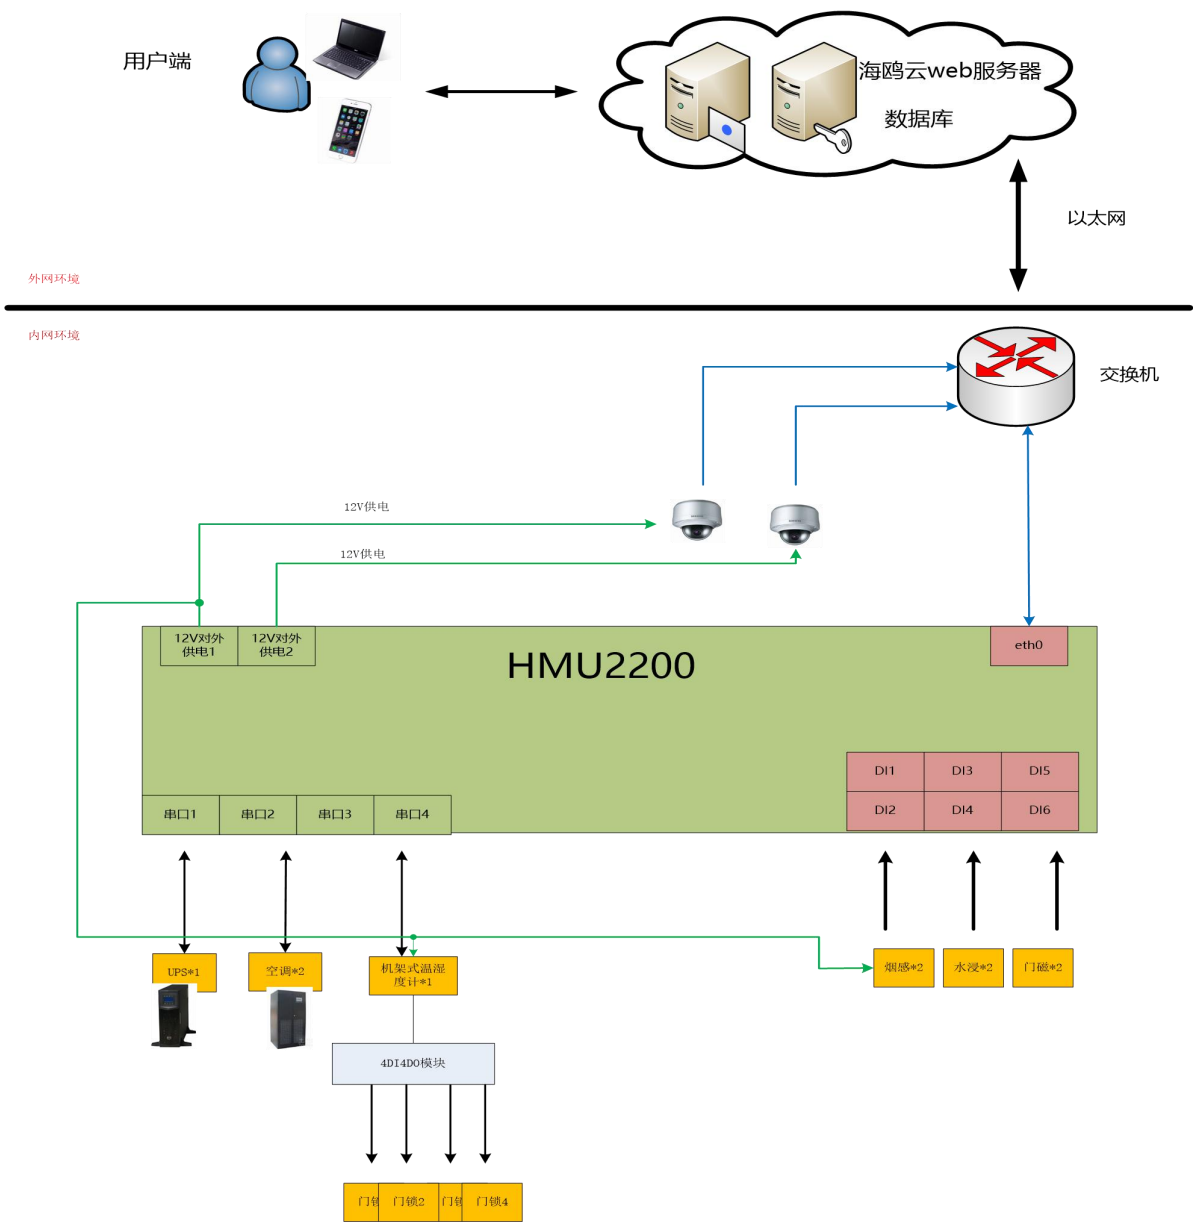 用户端
海鸥云web服务器
数据库
以太网
外网环境
内网环境
交换机
12V供电
12V供电
12V对外
供电1
12V对外
供电2
HMU2200
eth0
DI1
DI3
DI5
DI2
DI4
DI6
串口1
串口2
串口3
串口4
UPS*1
空调*2
机架式温湿
度计*1
烟感*2
水浸*2
门磁*2
4DI4DO模块
门锁
门锁2
门锁
门锁4